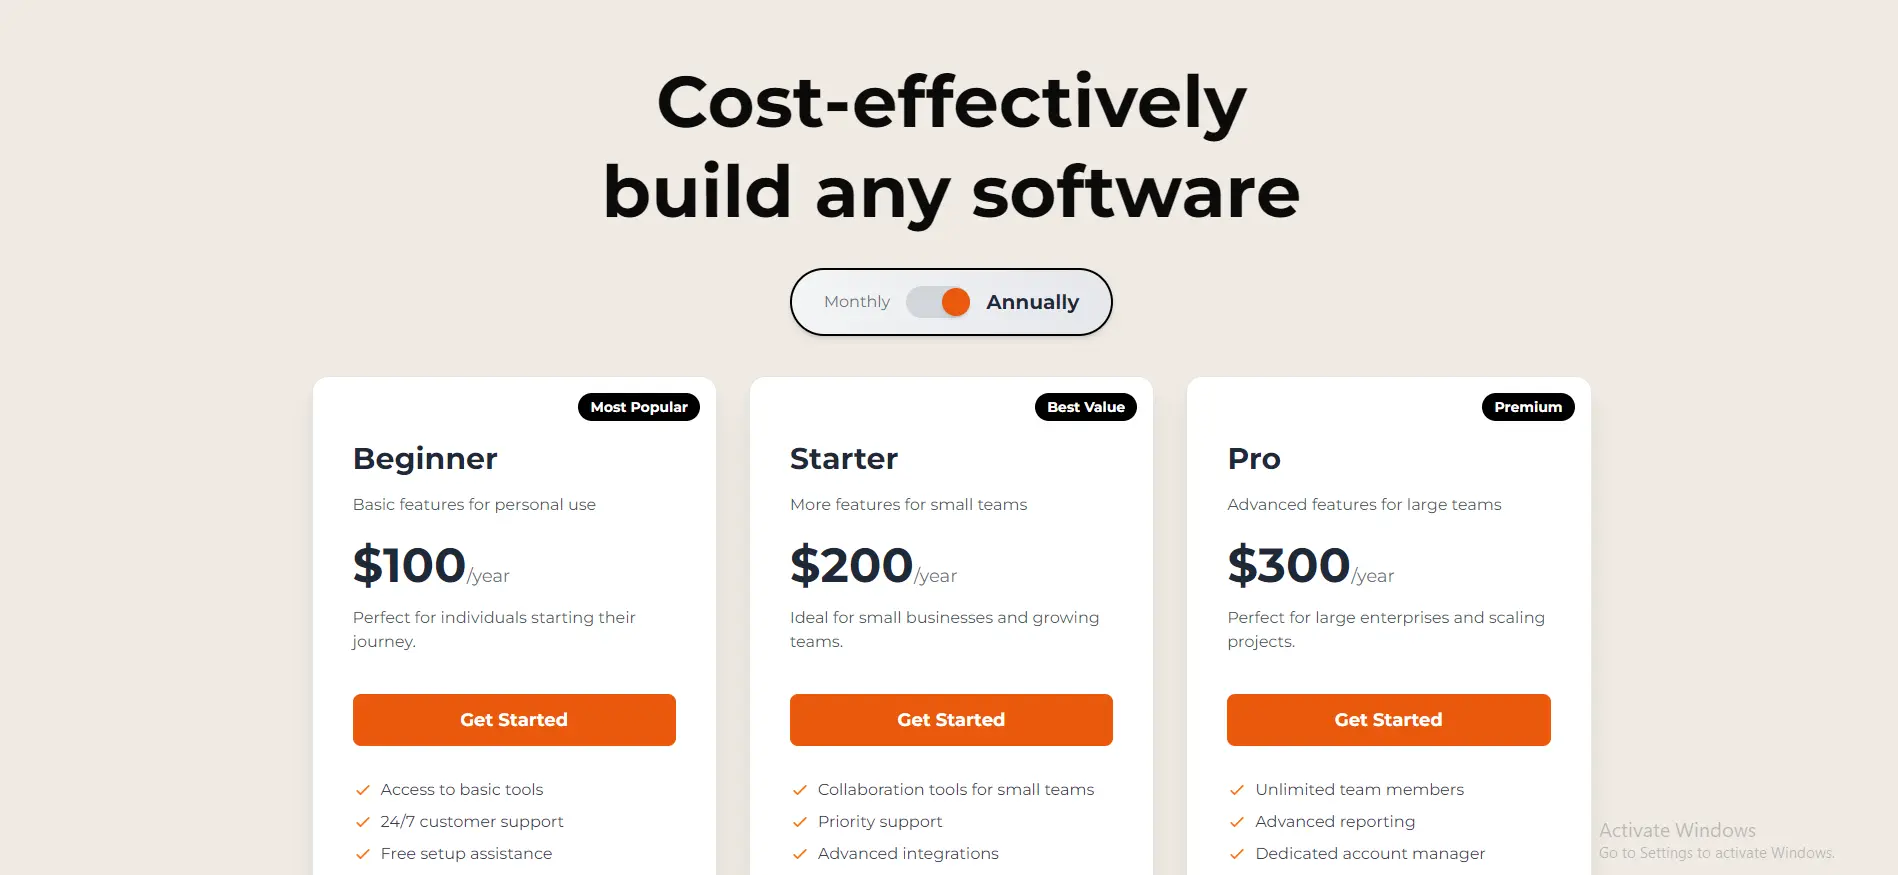 Cost-effectively
build any software
Monthly
Annually
Most Popular
Beginner
Basic features for personal use
$100/year
Perfect for individuals starting their
journey.
Get Started
Access to basic tools
24/7 customer support
Free setup assistance
Best Value
Starter
More features for small teams
$200/year
Ideal for small businesses and growing
teams.
Get Started
Collaboration tools for small teams
Priority support
Advanced integrations
Premium
Pro
Advanced features for large teams
$300/year
Perfect for large enterprises and scaling
projects.
Get Started
Unlimited team members
Advanced reporting
Dedicated account manager
Activate Windows
Go to Settings to activate Windows.